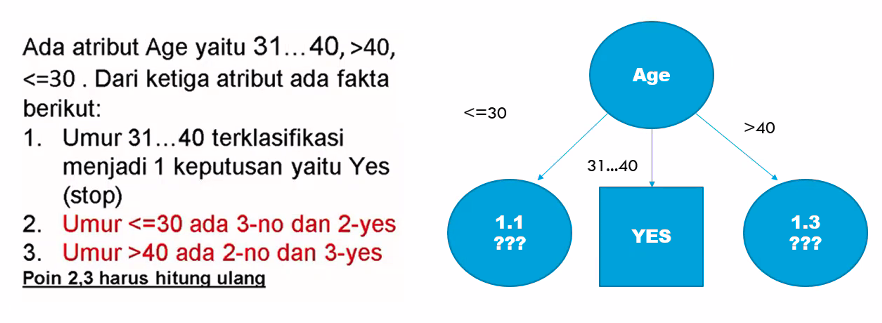 Ada atribut Age yaitu 31...40, >40,
<=30 . Dari ketiga atribut ada fakta
berikut:
1. Umur 31...40 terklasifikasi
menjadi 1 keputusan yaitu Yes
(stop)
2. Umur <=30 ada 3-no dan 2-yes
3. Umur >40 ada 2-no dan 3-yes
Poin 2,3 harus hitung ulang
Age
<=30
>40
31...40
1.1
???
YES
1.3
???